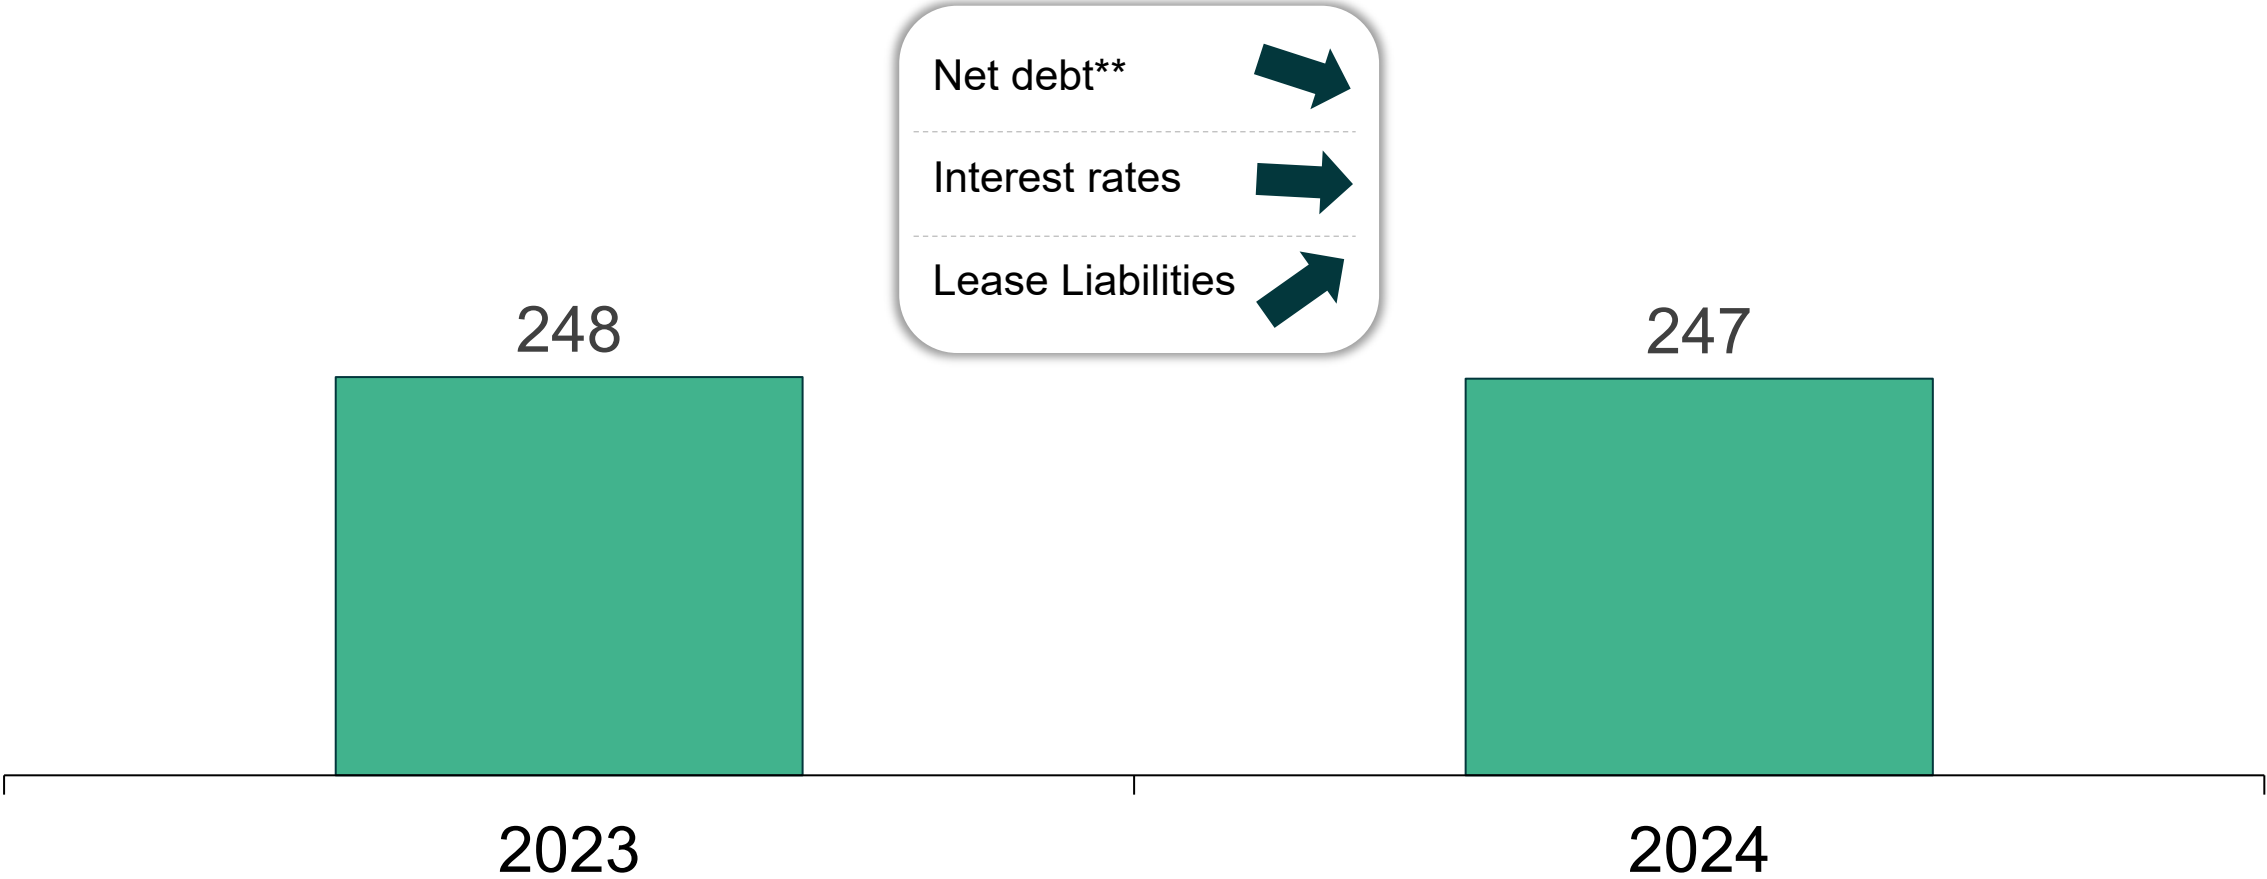 Net debt**
Interest rates
Lease Liabilities
248
247
2023
2024